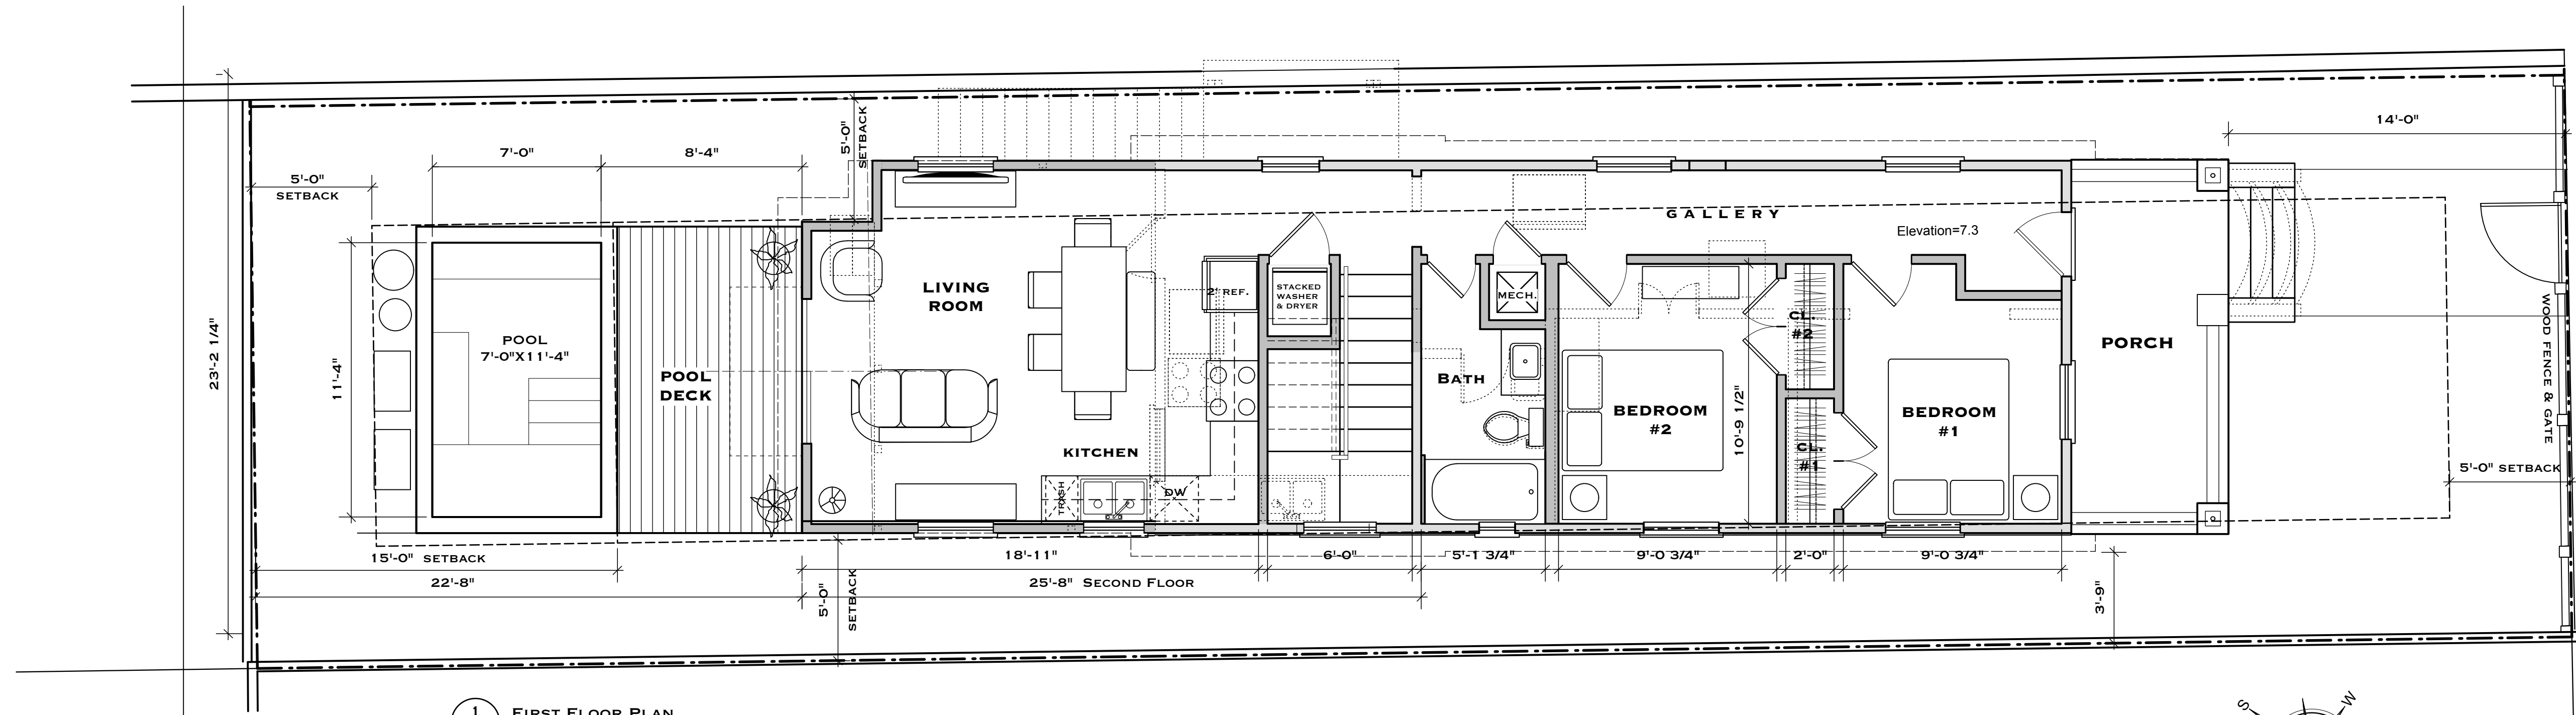 14'-0"
7'-0"
8'-4"
5'-0"
SETBACK
5'-0"
SETBACK
GALLERY
Elevation=7.3
LIVING
ROOM
2' REF.
STACKED
WASHER
& DRYER
MECH.
CL.
#2
WOOD FENCE & GATE
23'-2 1/4"
11'-4"
POOL
7'-0"X11'-4"
PORCH
POOL
DECK
BATH
BEDROOM
#2
10'-9 1/2"
BEDROOM
#1
KITCHEN
CL.
#1
5'-0" SETBACK
TRASH
DW
15'-0" SETBACK
18'-11"
6'-0"
5'-1 3/4"
9'-0 3/4"
2'-0"
9'-0 3/4"
22'-8"
25'-8" SECOND FLOOR
5'-0"
SETBACK
3'-9"
1
FIRST FLOOR PLAN
S
W